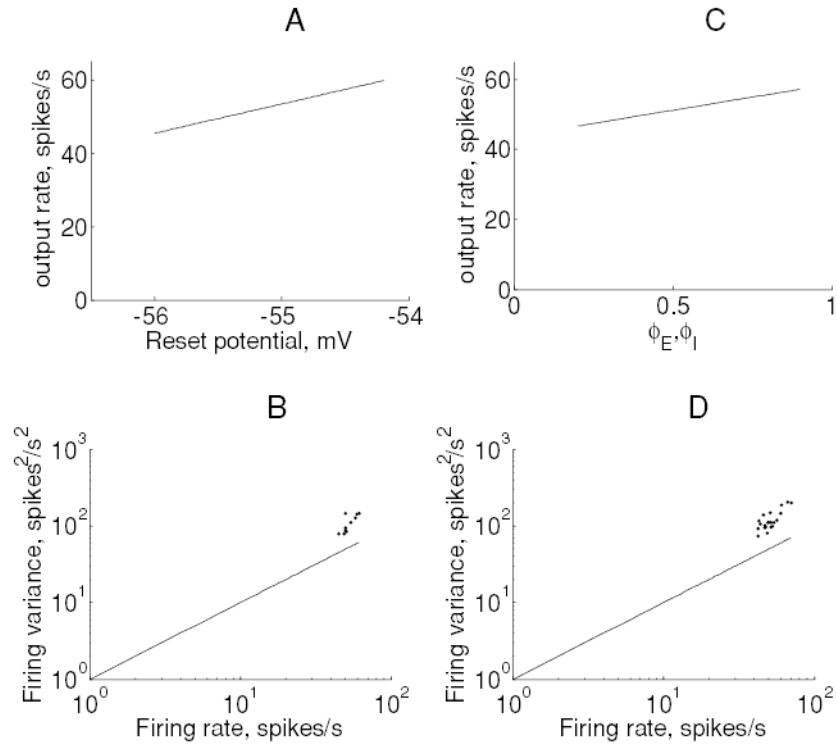 A
output rate, spikes/s
60
40
20
0
-56
-55
-54
Reset potential, mV
C
output rate, spikes/s
60
40
20
0
0
0.5
1
ϕ_E,ϕ_I
B
Firing variance, spikes²/s²
10³
10²
10¹
10⁰
10⁰
10¹
10²
Firing rate, spikes/s
D
Firing variance, spikes²/s²
10³
10²
10¹
10⁰
10⁰
10¹
10²
Firing rate, spikes/s